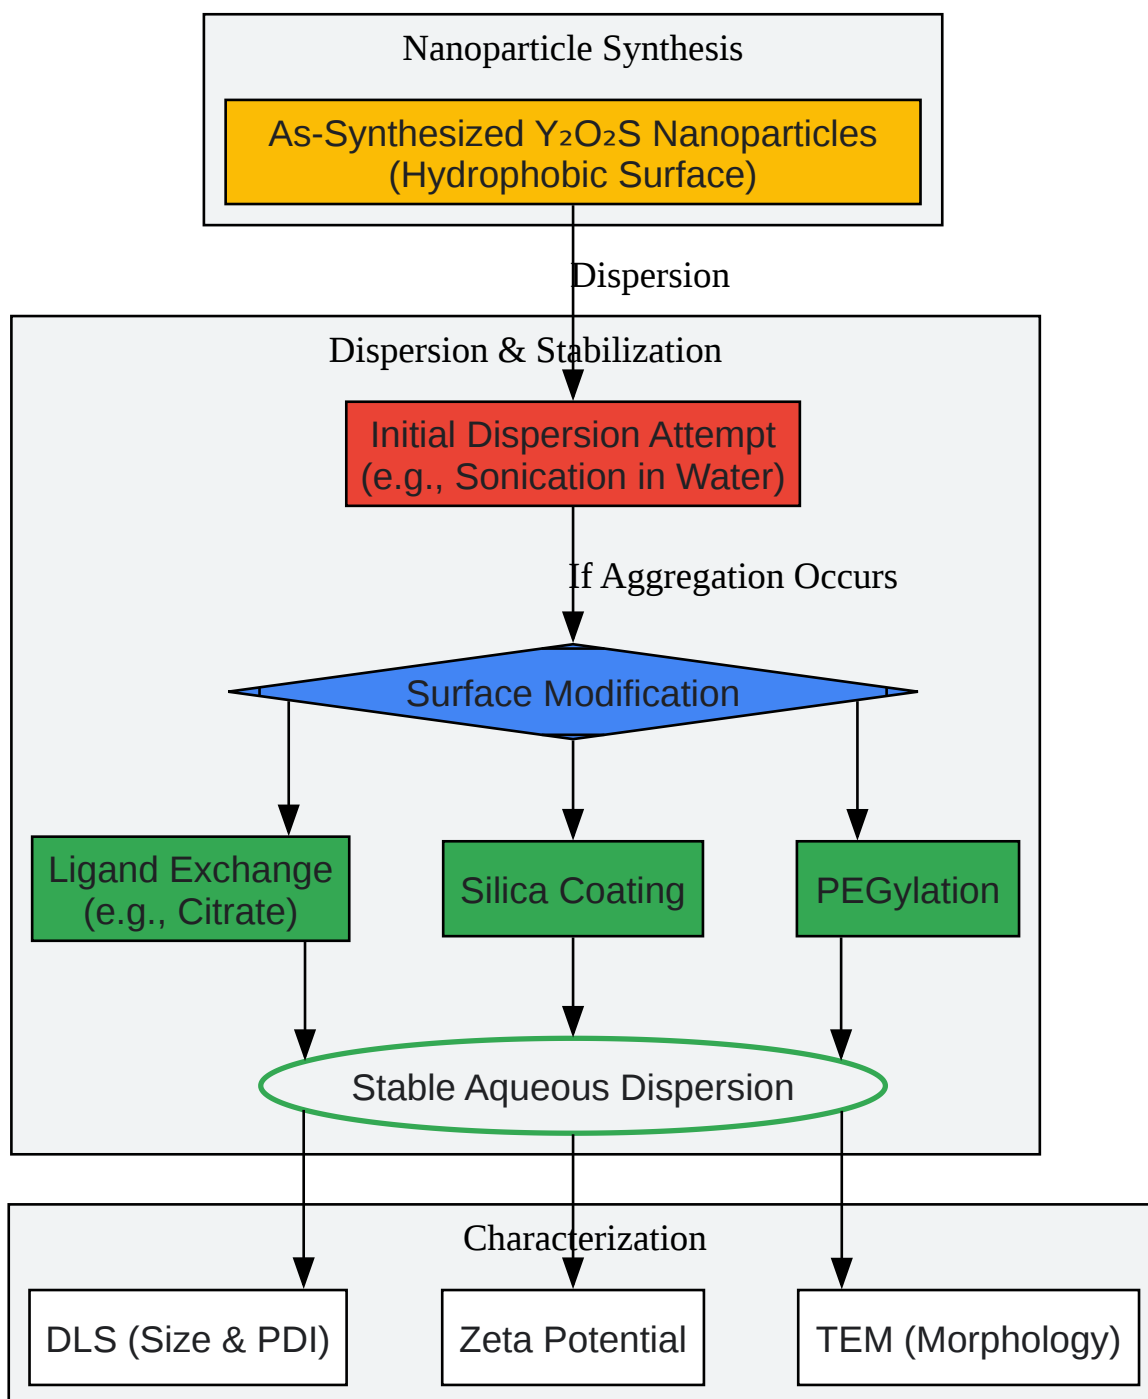 Nanoparticle Synthesis
As-Synthesized Y₂O₂S Nanoparticles
(Hydrophobic Surface)
Dispersion
Dispersion & Stabilization
Initial Dispersion Attempt
(e.g., Sonication in Water)
If Aggregation Occurs
Surface Modification
Ligand Exchange
(e.g., Citrate)
Silica Coating
PEGylation
Stable Aqueous Dispersion
Characterization
DLS (Size & PDI)
Zeta Potential
TEM (Morphology)